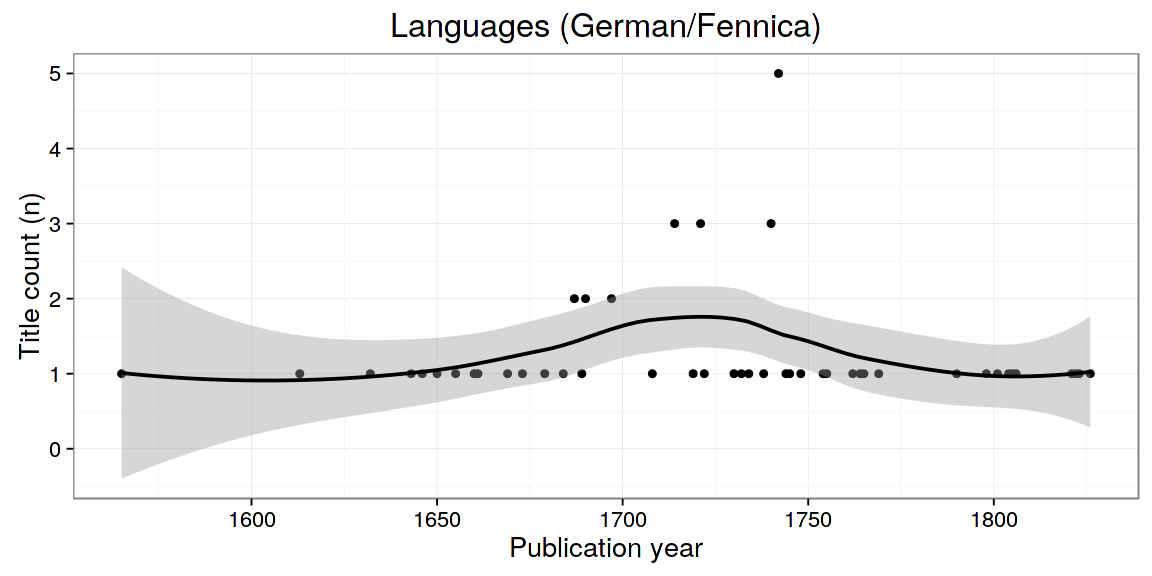 Languages (German/Fennica)
Title count (n)
5
4
3
2
1
0
1600 1650 1700 1750 1800
Publication year